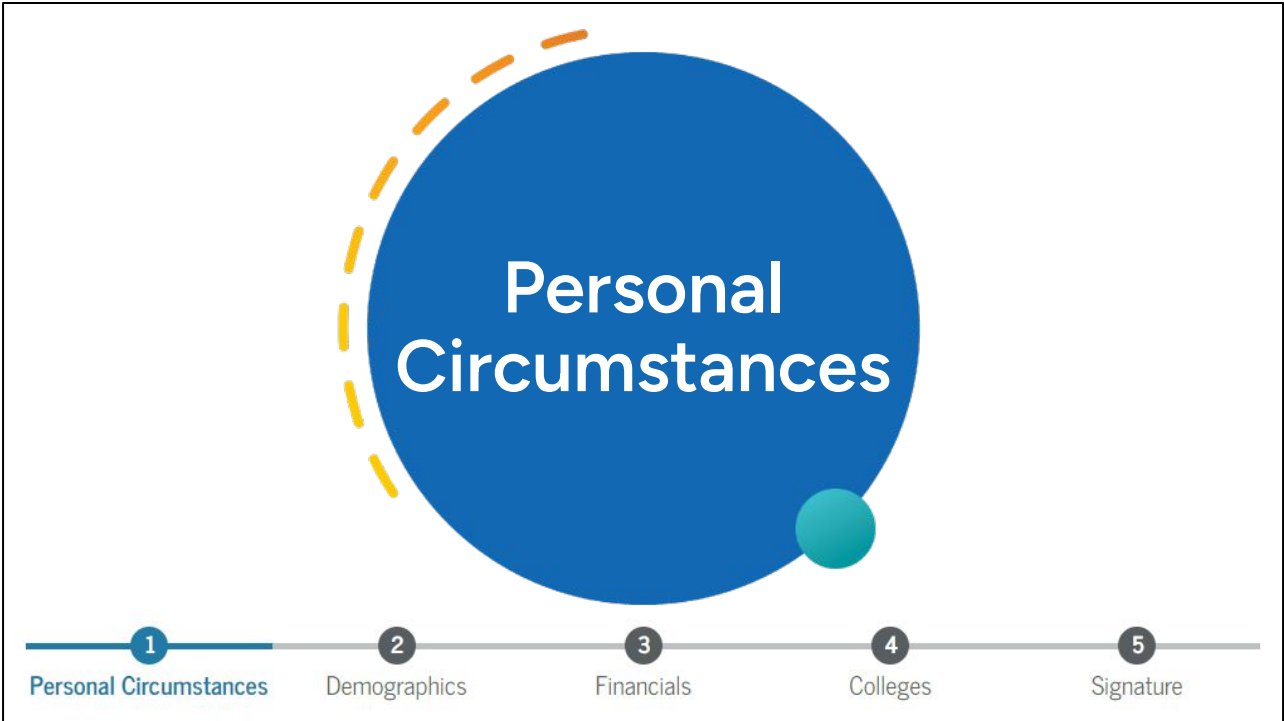 Personal
Circumstances
1 2 3 4 5
Personal Circumstances Demographics Financials Colleges Signature